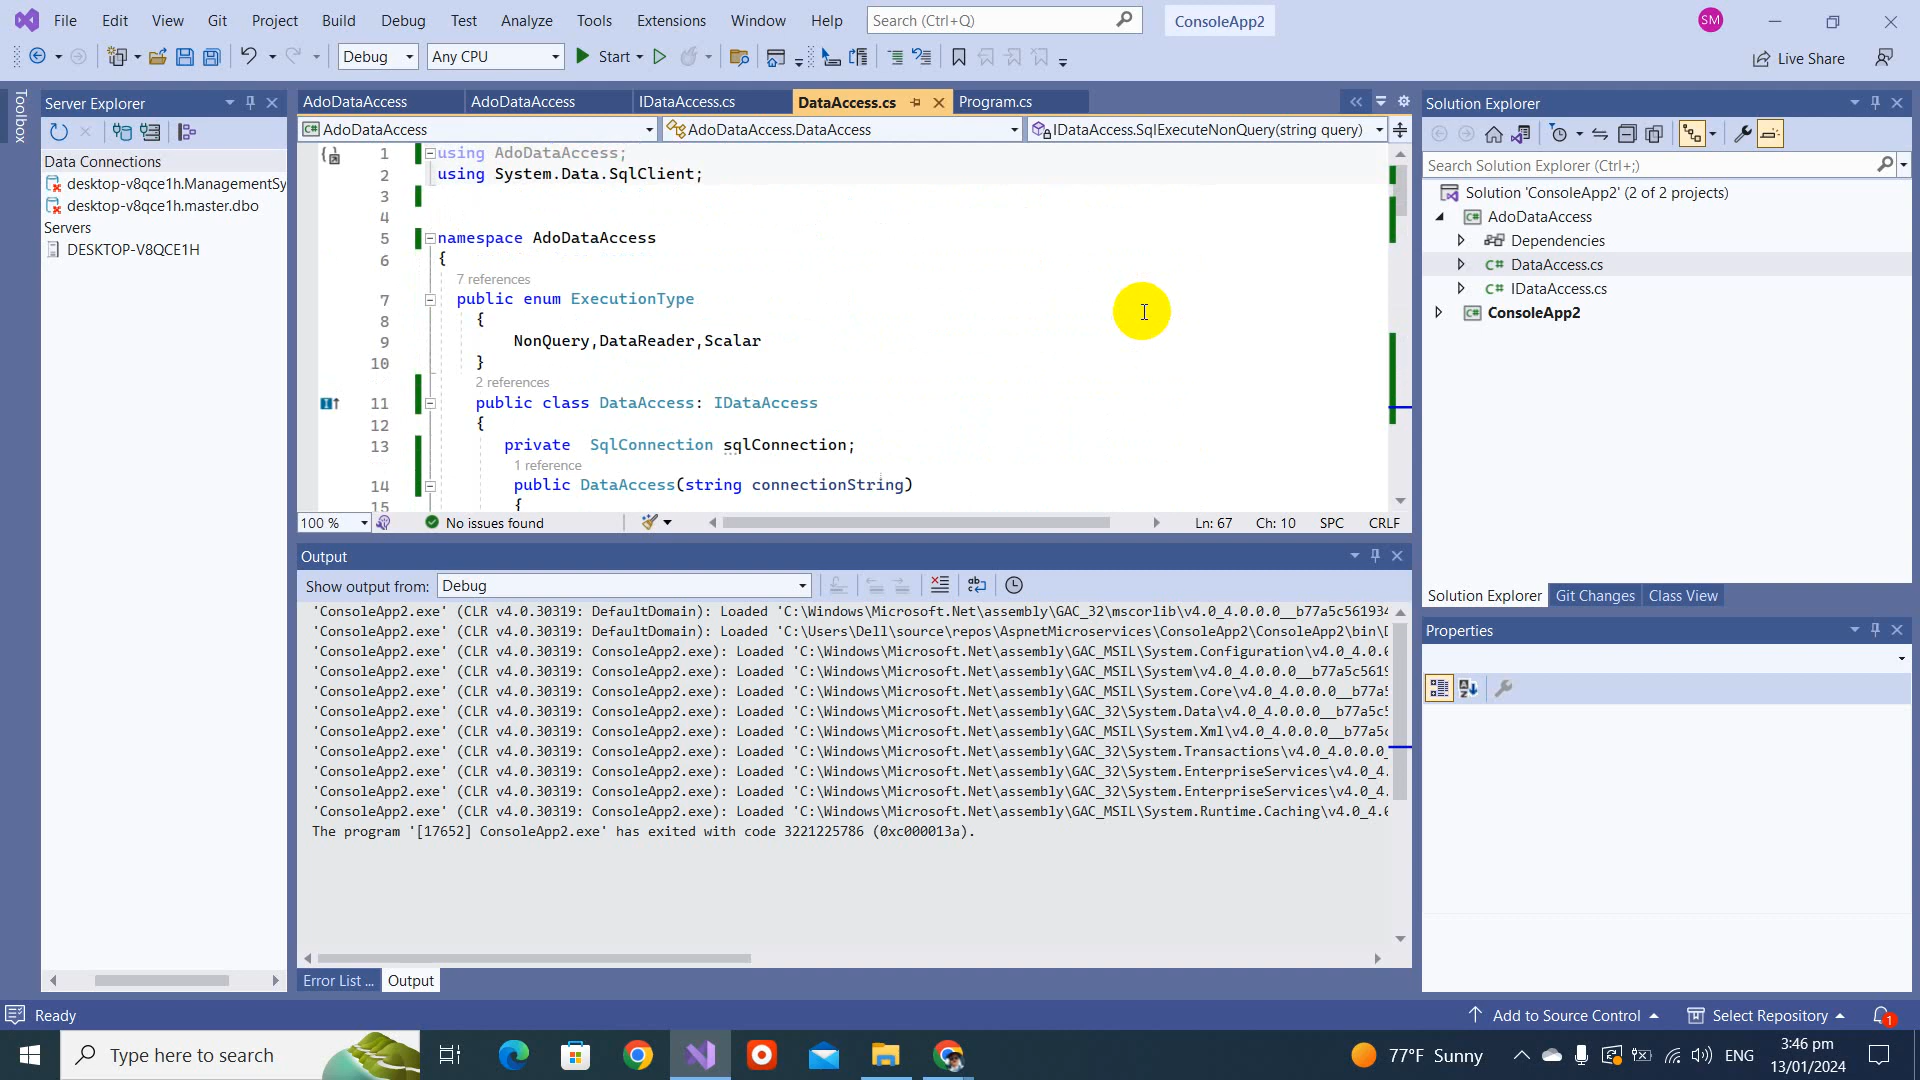 File Edit View Git Project Build Debug Test Analyze Tools Extensions Window Help Search (Ctrl+Q) ConsoleApp2 SM
Debug Any CPU Start Live Share
Toolbox
Server Explorer
Data Connections
desktop-v8qce1h.ManagementSy
desktop-v8qce1h.master.dbo
Servers
DESKTOP-V8QCE1H
AdoDataAccess AdoDataAccess IDataAccess.cs DataAccess.cs Program.cs
AdoDataAccess AdoDataAccess.DataAccess IDataAccess.SqlExecuteNonQuery(string query)
1 using AdoDataAccess;
2 using System.Data.SqlClient;
3
4
5 namespace AdoDataAccess
6 {
7 references
7 public enum ExecutionType
8 {
9 NonQuery,DataReader,Scalar
10 }
2 references
11 public class DataAccess: IDataAccess
12 {
13 private SqlConnection sqlConnection;
1 reference
14 public DataAccess(string connectionString)
15 {
100 % No issues found Ln: 67 Ch: 10 SPC CRLF
Output
Show output from: Debug
'ConsoleApp2.exe' (CLR v4.0.30319: DefaultDomain): Loaded 'C:\Windows\Microsoft.Net\assembly\GAC_32\mscorlib\v4.0_4.0.0.0__b77a5c561934
'ConsoleApp2.exe' (CLR v4.0.30319: DefaultDomain): Loaded 'C:\Users\Dell\source\repos\AspnetMicroservices\ConsoleApp2\ConsoleApp2\bin\D
'ConsoleApp2.exe' (CLR v4.0.30319: ConsoleApp2.exe): Loaded 'C:\Windows\Microsoft.Net\assembly\GAC_MSIL\System.Configuration\v4.0_4.0.0
'ConsoleApp2.exe' (CLR v4.0.30319: ConsoleApp2.exe): Loaded 'C:\Windows\Microsoft.Net\assembly\GAC_MSIL\System\v4.0_4.0.0.0__b77a5c5619
'ConsoleApp2.exe' (CLR v4.0.30319: ConsoleApp2.exe): Loaded 'C:\Windows\Microsoft.Net\assembly\GAC_MSIL\System.Core\v4.0_4.0.0.0__b77a5
'ConsoleApp2.exe' (CLR v4.0.30319: ConsoleApp2.exe): Loaded 'C:\Windows\Microsoft.Net\assembly\GAC_32\System.Data\v4.0_4.0.0.0__b77a5c5
'ConsoleApp2.exe' (CLR v4.0.30319: ConsoleApp2.exe): Loaded 'C:\Windows\Microsoft.Net\assembly\GAC_MSIL\System.Xml\v4.0_4.0.0.0__b77a5c
'ConsoleApp2.exe' (CLR v4.0.30319: ConsoleApp2.exe): Loaded 'C:\Windows\Microsoft.Net\assembly\GAC_32\System.Transactions\v4.0_4.0.0.0_
'ConsoleApp2.exe' (CLR v4.0.30319: ConsoleApp2.exe): Loaded 'C:\Windows\Microsoft.Net\assembly\GAC_32\System.EnterpriseServices\v4.0_4.
'ConsoleApp2.exe' (CLR v4.0.30319: ConsoleApp2.exe): Loaded 'C:\Windows\Microsoft.Net\assembly\GAC_32\System.EnterpriseServices\v4.0_4.
'ConsoleApp2.exe' (CLR v4.0.30319: ConsoleApp2.exe): Loaded 'C:\Windows\Microsoft.Net\assembly\GAC_MSIL\System.Runtime.Caching\v4.0_4.0
The program '[17652] ConsoleApp2.exe' has exited with code 3221225786 (0xc000013a).
Error List ... Output
Solution Explorer
Search Solution Explorer (Ctrl+;)
Solution 'ConsoleApp2' (2 of 2 projects)
AdoDataAccess
Dependencies
C# DataAccess.cs
C# IDataAccess.cs
ConsoleApp2
Solution Explorer Git Changes Class View
Properties
Ready Add to Source Control Select Repository 1
Type here to search 77°F Sunny ENG 3:46 pm
13/01/2024